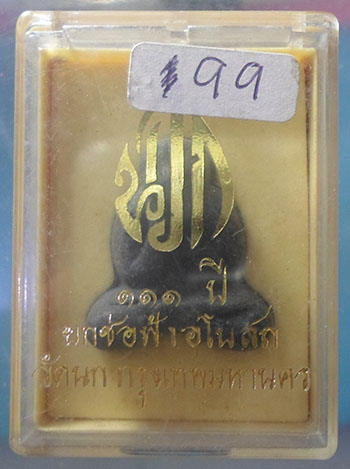 199
๑๑๑ ปี
ยกช่อฟ้าอุโบสถ
วัดนก กรุงเทพมหานคร